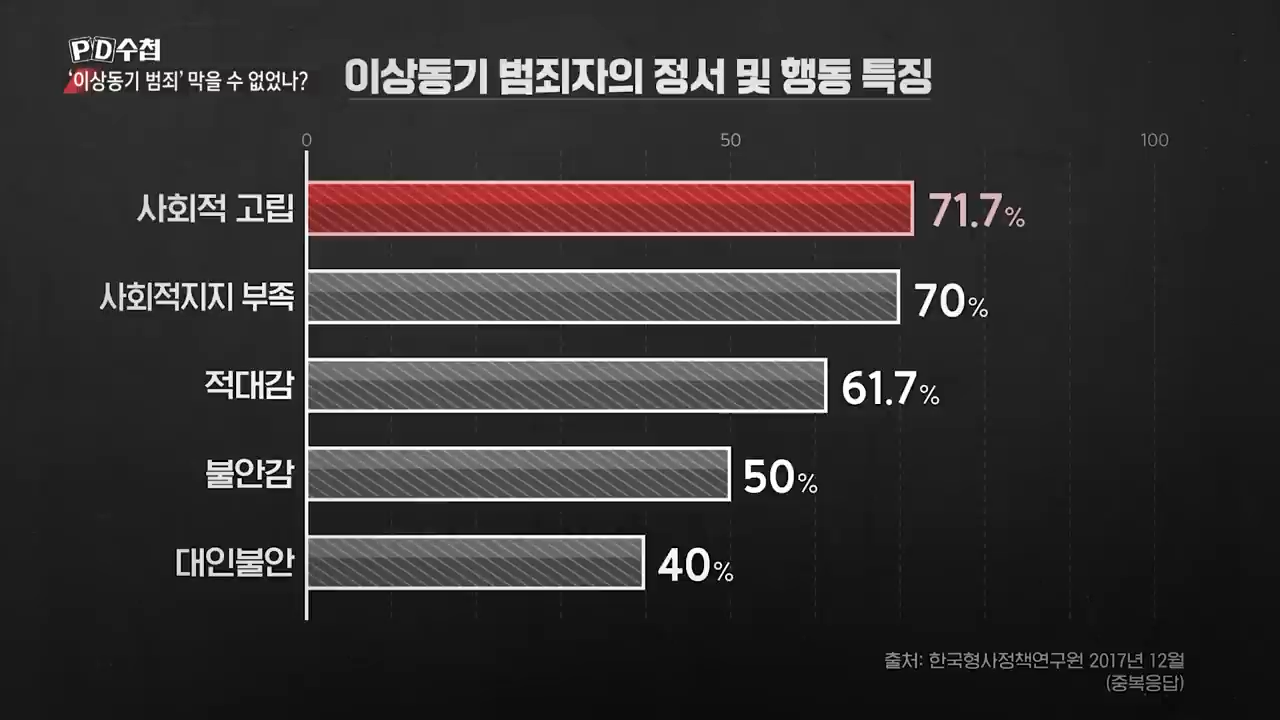 PD수첩
‘이상동기 범죄’ 막을 수 없었나?
이상동기 범죄자의 정서 및 행동 특징
0 50 100
사회적 고립 71.7%
사회적지지 부족 70%
적대감 61.7%
불안감 50%
대인불안 40%
출처: 한국형사정책연구원 2017년 12월
(중복응답)